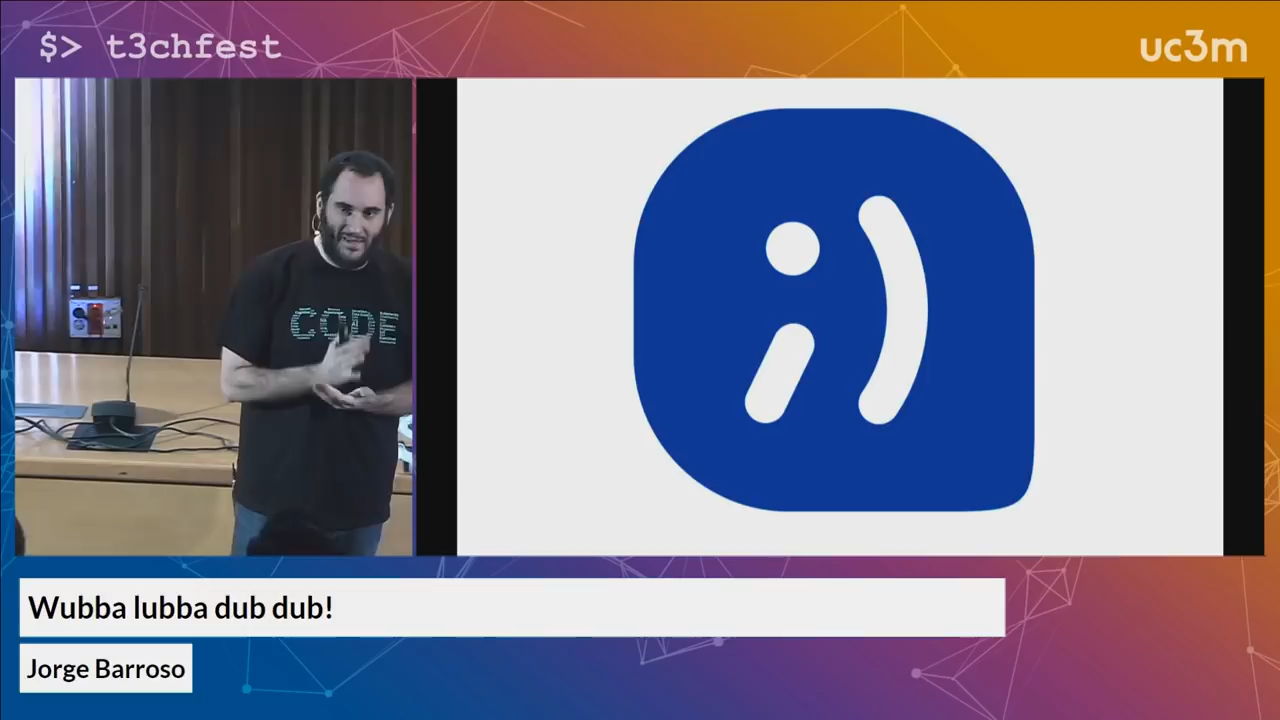 $> t3chfest
uc3m
CODE
;)
Wubba lubba dub dub!
Jorge Barroso